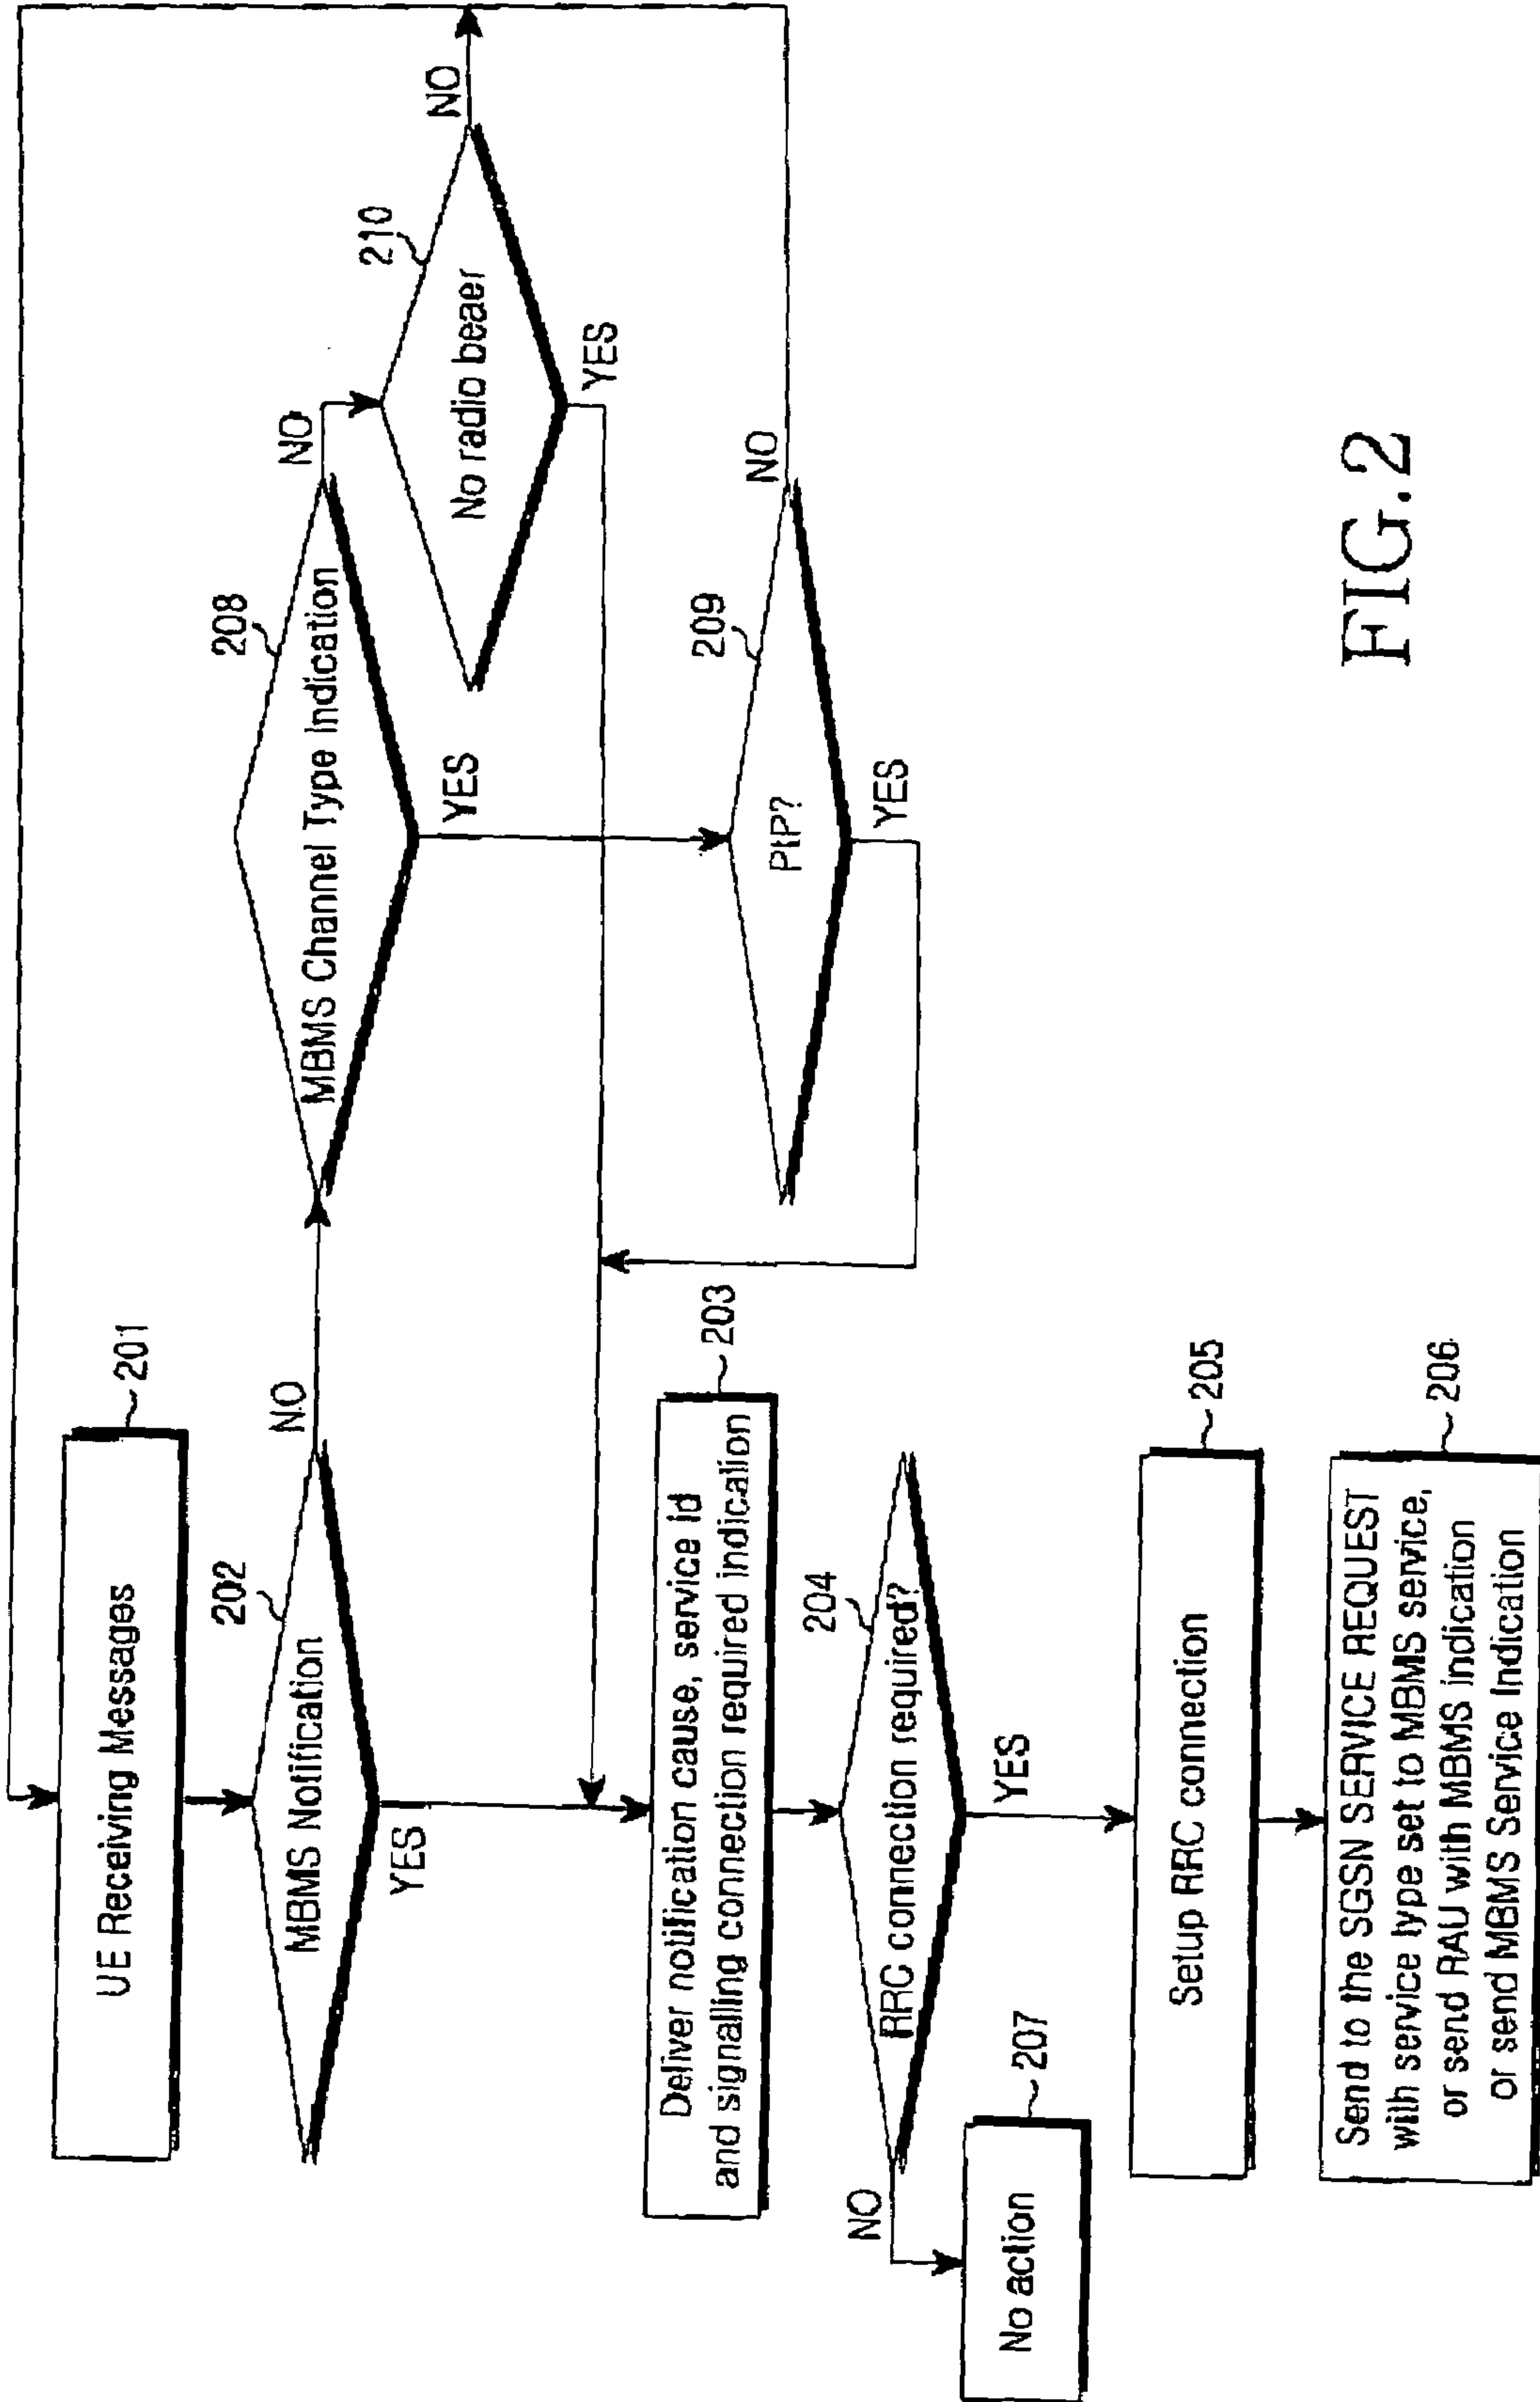 UE Receiving Messages
201
MBMS Notification
202
NO
YES
MBMS Channel Type Indication
208
NO
YES
No radio beaer
210
NO
YES
PtP?
209
NO
YES
Deliver notification cause, service id
and signalling connection required indication
203
RRC connection required?
204
NO
YES
No action
207
Setup RRC connection
205
Send to the SGSN SERVICE REQUEST
with service type set to MBMS service,
or send RAU with MBMS indication
or send MBMS Service Indication
206
FIG.2